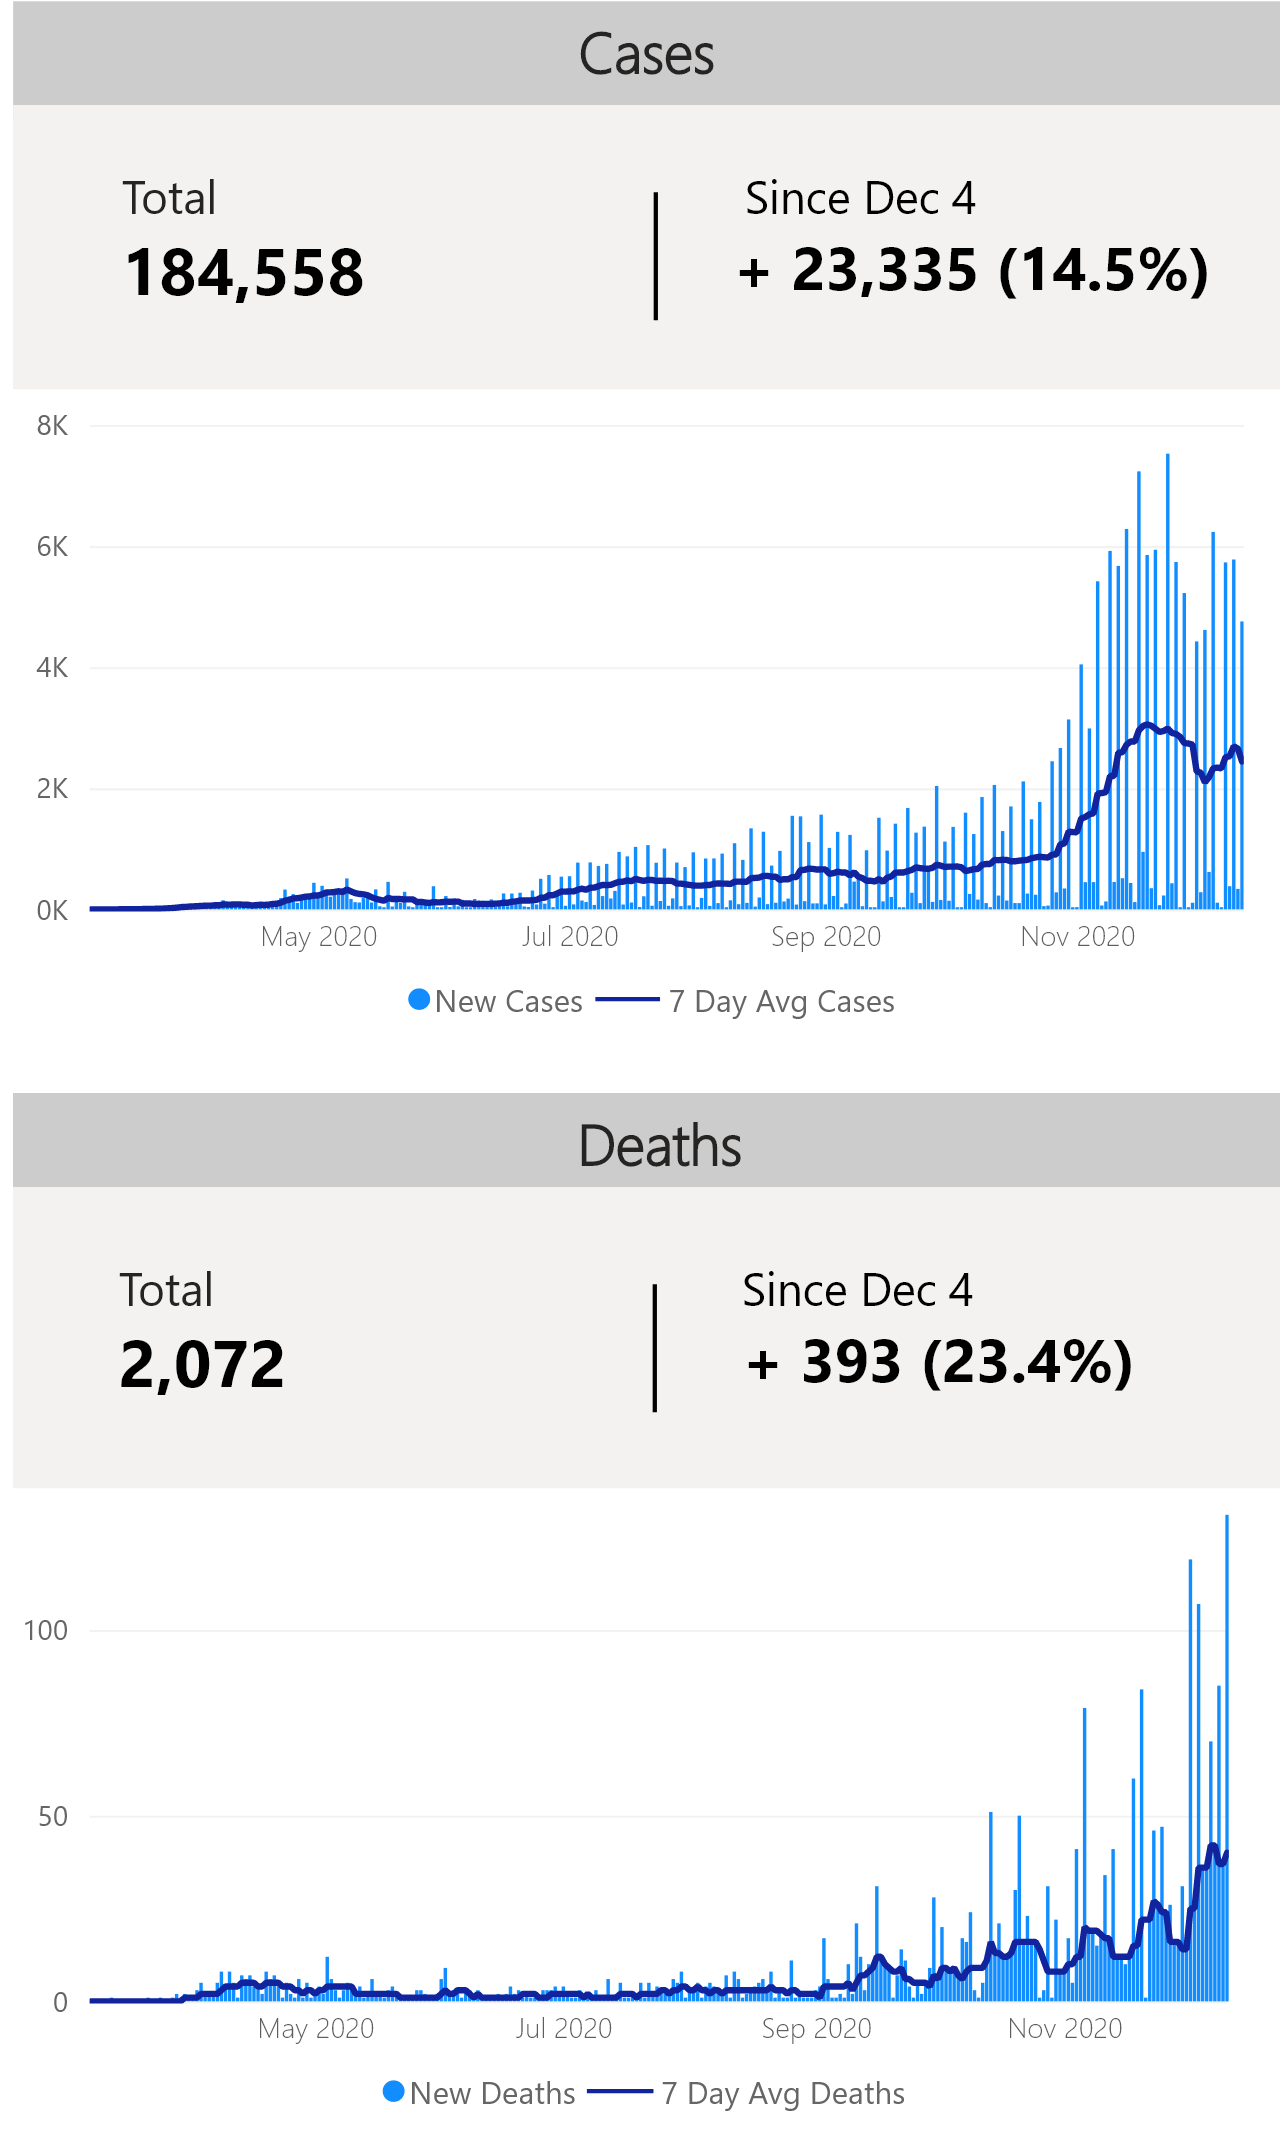 Cases
Total
Since Dec 4
184,558
+ 23,335 (14.5%)
8K
6K
4K
2K
0K
May 2020
Jul 2020
Sep 2020
Nov 2020
New Cases
7 Day Avg Cases
Deaths
Total
Since Dec 4
2,072
+ 393 (23.4%)
100
50
0
May 2020
Jul 2020
Sep 2020
Nov 2020
New Deaths
7 Day Avg Deaths